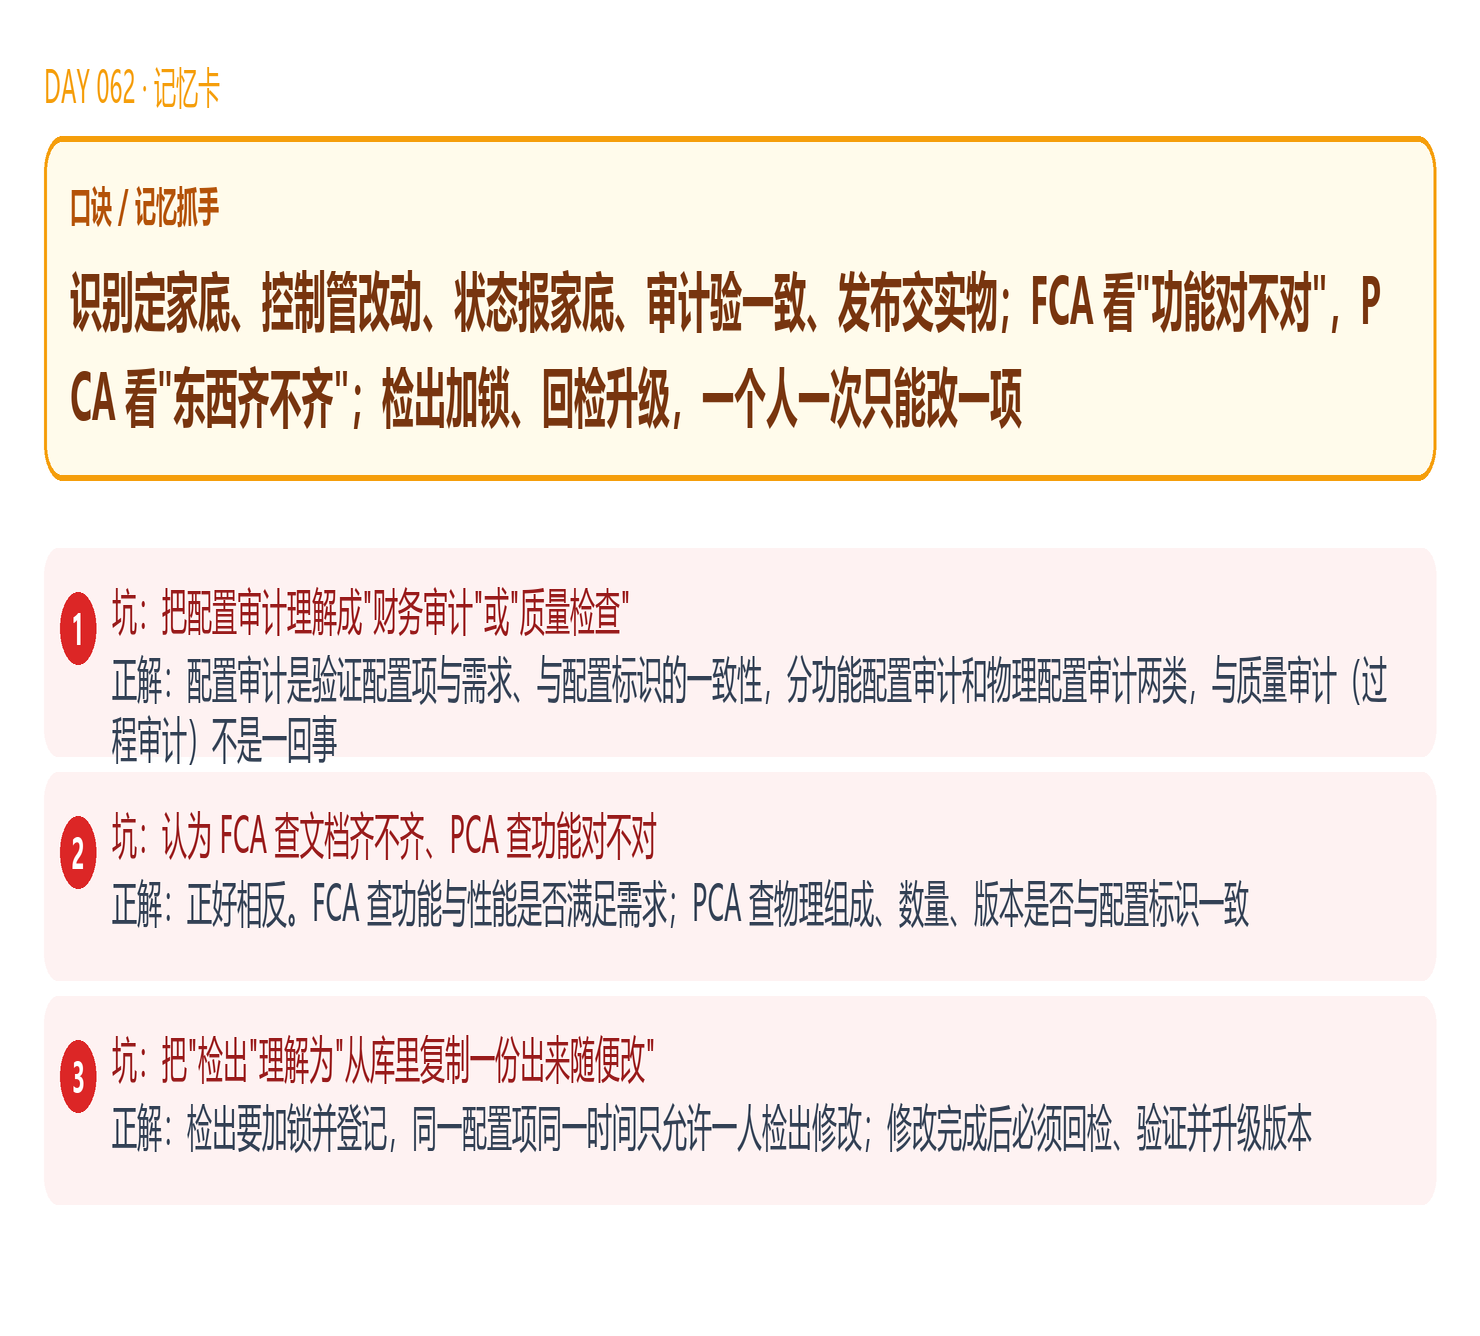 DAY 062 · 记忆卡
口诀 / 记忆抓手
识别定家底、控制管改动、状态报家底、审计验一致、发布交实物；FCA 看"功能对不对"，P
CA 看"东西齐不齐"；检出加锁、回检升级，一个人一次只能改一项
1
坑：把配置审计理解成"财务审计"或"质量检查"
正解：配置审计是验证配置项与需求、与配置标识的一致性，分功能配置审计和物理配置审计两类，与质量审计（过
程审计）不是一回事
2
坑：认为 FCA 查文档齐不齐、PCA 查功能对不对
正解：正好相反。FCA 查功能与性能是否满足需求；PCA 查物理组成、数量、版本是否与配置标识一致
3
坑：把"检出"理解为"从库里复制一份出来随便改"
正解：检出要加锁并登记，同一配置项同一时间只允许一人检出修改；修改完成后必须回检、验证并升级版本